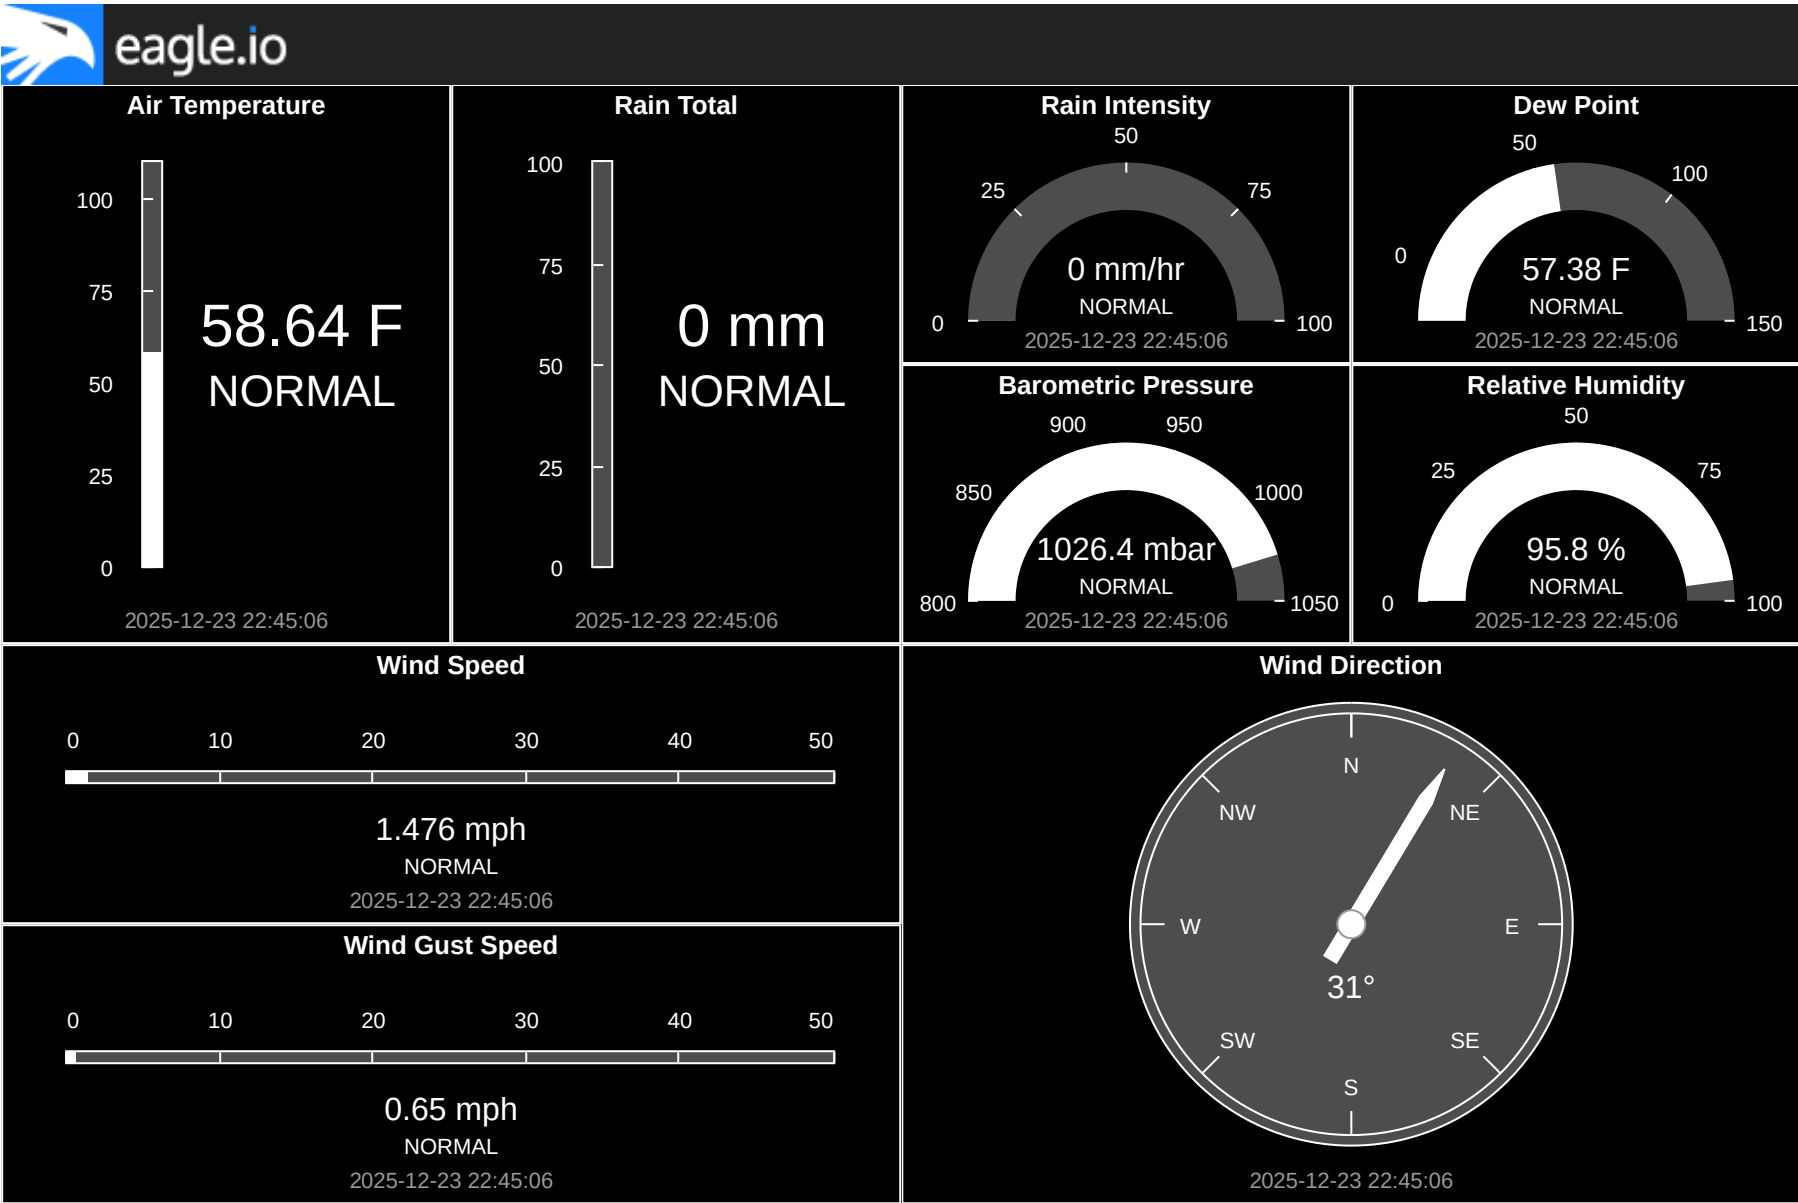 eagle.io
Air Temperature
100
75
50
25
0
58.64 F
NORMAL
2025-12-23 22:45:06
Rain Total
100
75
50
25
0
0 mm
NORMAL
2025-12-23 22:45:06
Rain Intensity
0
25
50
75
100
0 mm/hr
NORMAL
2025-12-23 22:45:06
Dew Point
0
50
100
150
57.38 F
NORMAL
2025-12-23 22:45:06
Barometric Pressure
800
850
900
950
1000
1050
1026.4 mbar
NORMAL
2025-12-23 22:45:06
Relative Humidity
0
25
50
75
100
95.8 %
NORMAL
2025-12-23 22:45:06
Wind Speed
0 10 20 30 40 50
1.476 mph
NORMAL
2025-12-23 22:45:06
Wind Gust Speed
0 10 20 30 40 50
0.65 mph
NORMAL
2025-12-23 22:45:06
Wind Direction
N
NW NE
W E
31°
SW SE
S
2025-12-23 22:45:06